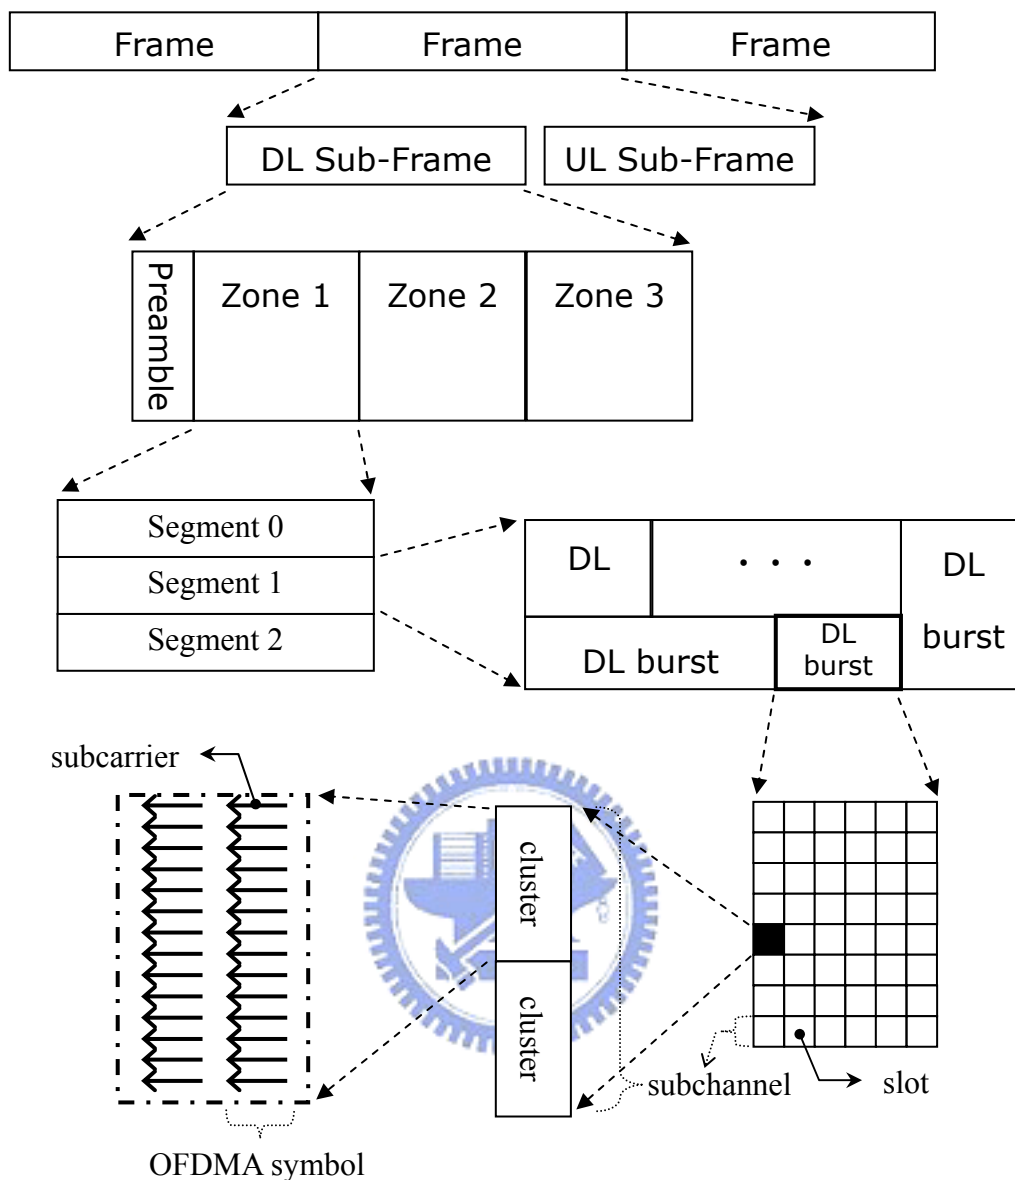 Frame Frame Frame
DL Sub-Frame UL Sub-Frame
Preamble
Zone 1 Zone 2 Zone 3
Segment 0
Segment 1
Segment 2
DL . . . DL
burst
DL burst
DL
burst
subcarrier
cluster
cluster
subchannel
slot
OFDMA symbol